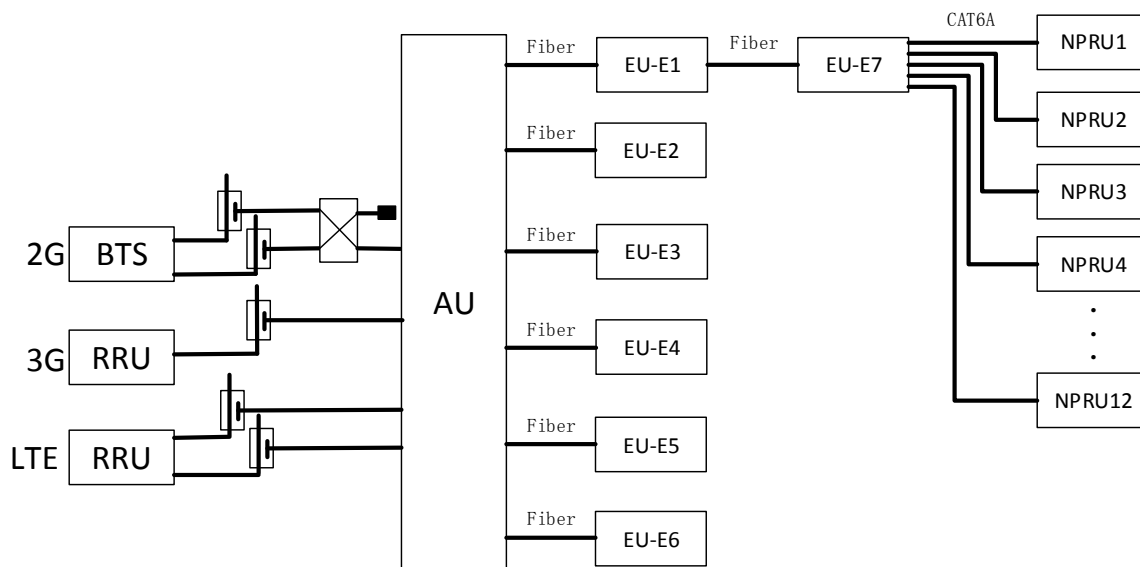 CAT6A
Fiber
EU-E1
Fiber
EU-E7
NPRU1
NPRU2
Fiber
EU-E2
NPRU3
2G
BTS
Fiber
EU-E3
NPRU4
AU
3G
RRU
Fiber
EU-E4
NPRU12
LTE
RRU
Fiber
EU-E5
Fiber
EU-E6